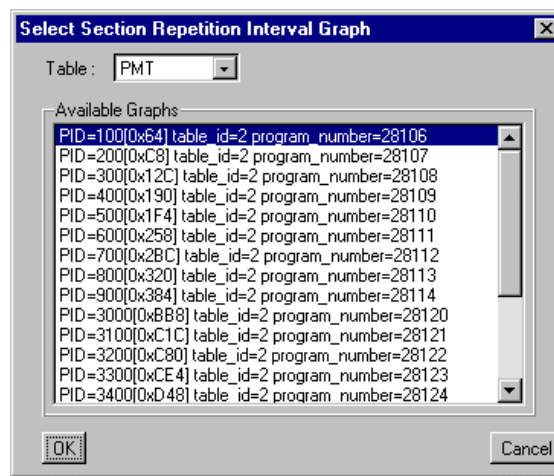 Select Section Repetition Interval Graph
Table : PMT
Available Graphs
PID=100[0x64] table_id=2 program_number=28106
PID=200[0xC8] table_id=2 program_number=28107
PID=300[0x12C] table_id=2 program_number=28108
PID=400[0x190] table_id=2 program_number=28109
PID=500[0x1F4] table_id=2 program_number=28110
PID=600[0x258] table_id=2 program_number=28111
PID=700[0x2BC] table_id=2 program_number=28112
PID=800[0x320] table_id=2 program_number=28113
PID=900[0x384] table_id=2 program_number=28114
PID=3000[0xBB8] table_id=2 program_number=28120
PID=3100[0xC1C] table_id=2 program_number=28121
PID=3200[0xC80] table_id=2 program_number=28122
PID=3300[0xCE4] table_id=2 program_number=28123
PID=3400[0xD48] table_id=2 program_number=28124
OK Cancel